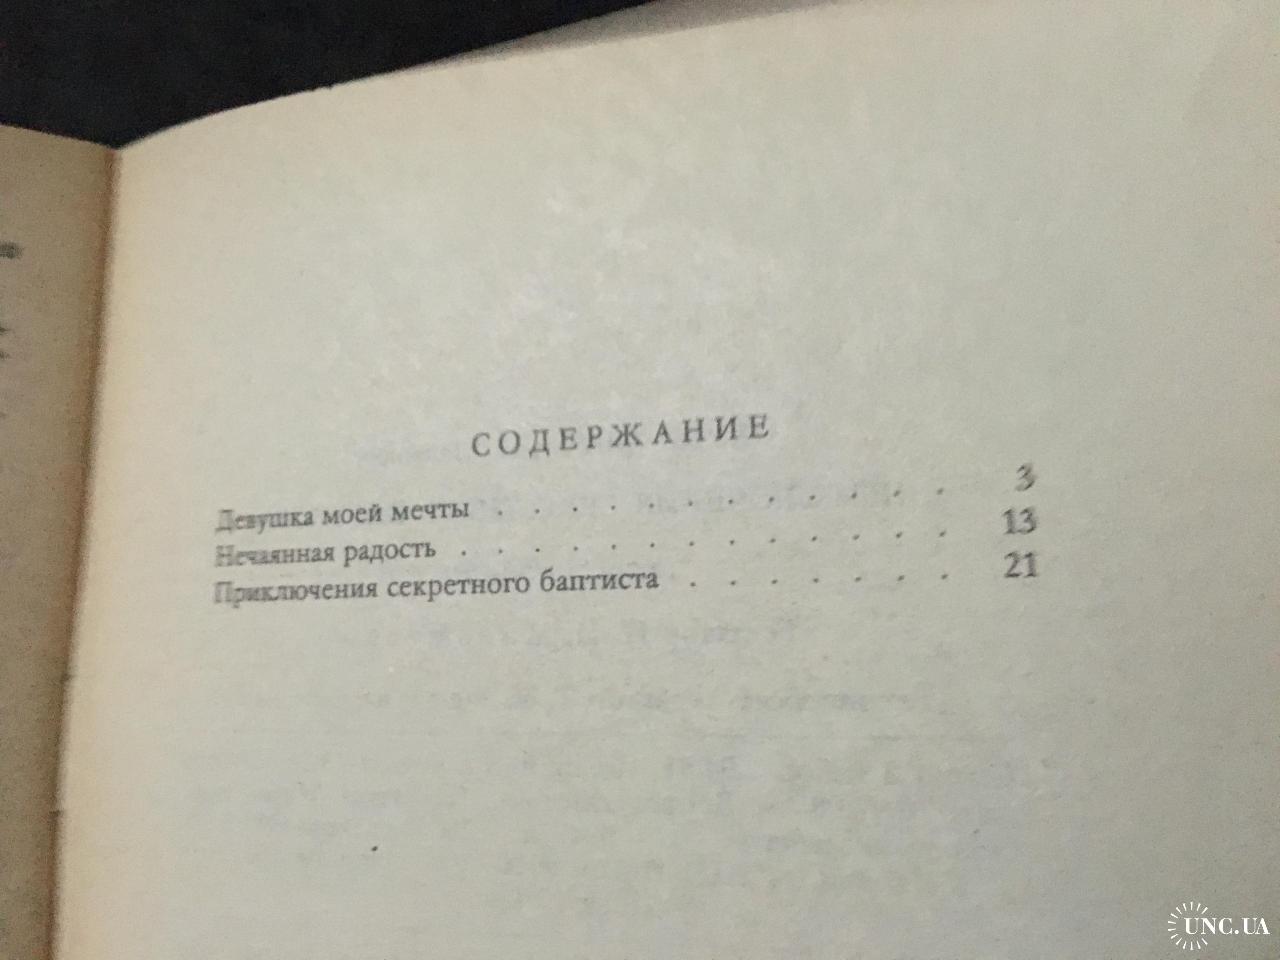 СОДЕРЖАНИЕ
Девушка моей мечты . . . . . . . . . . . . . 3
Нечаянная радость . . . . . . . . . . . . . . 13
Приключения секретного баптиста . . . . . . . . 21
UNC.UA